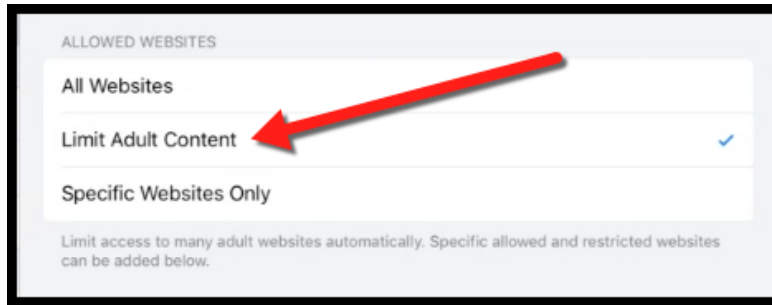 ALLOWED WEBSITES
All Websites
Limit Adult Content
Specific Websites Only
Limit access to many adult websites automatically. Specific allowed and restricted websites
can be added below.